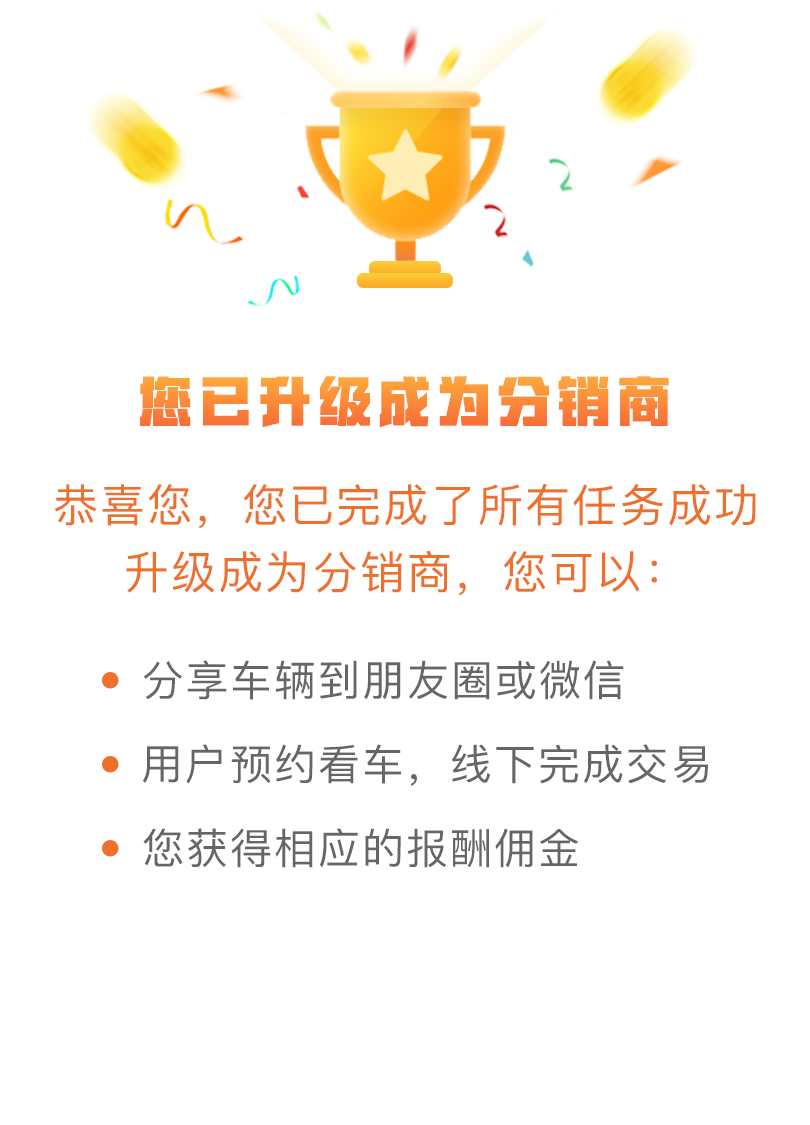 您已升级成为分销商
恭喜您，您已完成了所有任务成功
升级成为分销商，您可以：
分享车辆到朋友圈或微信
用户预约看车，线下完成交易
您获得相应的报酬佣金